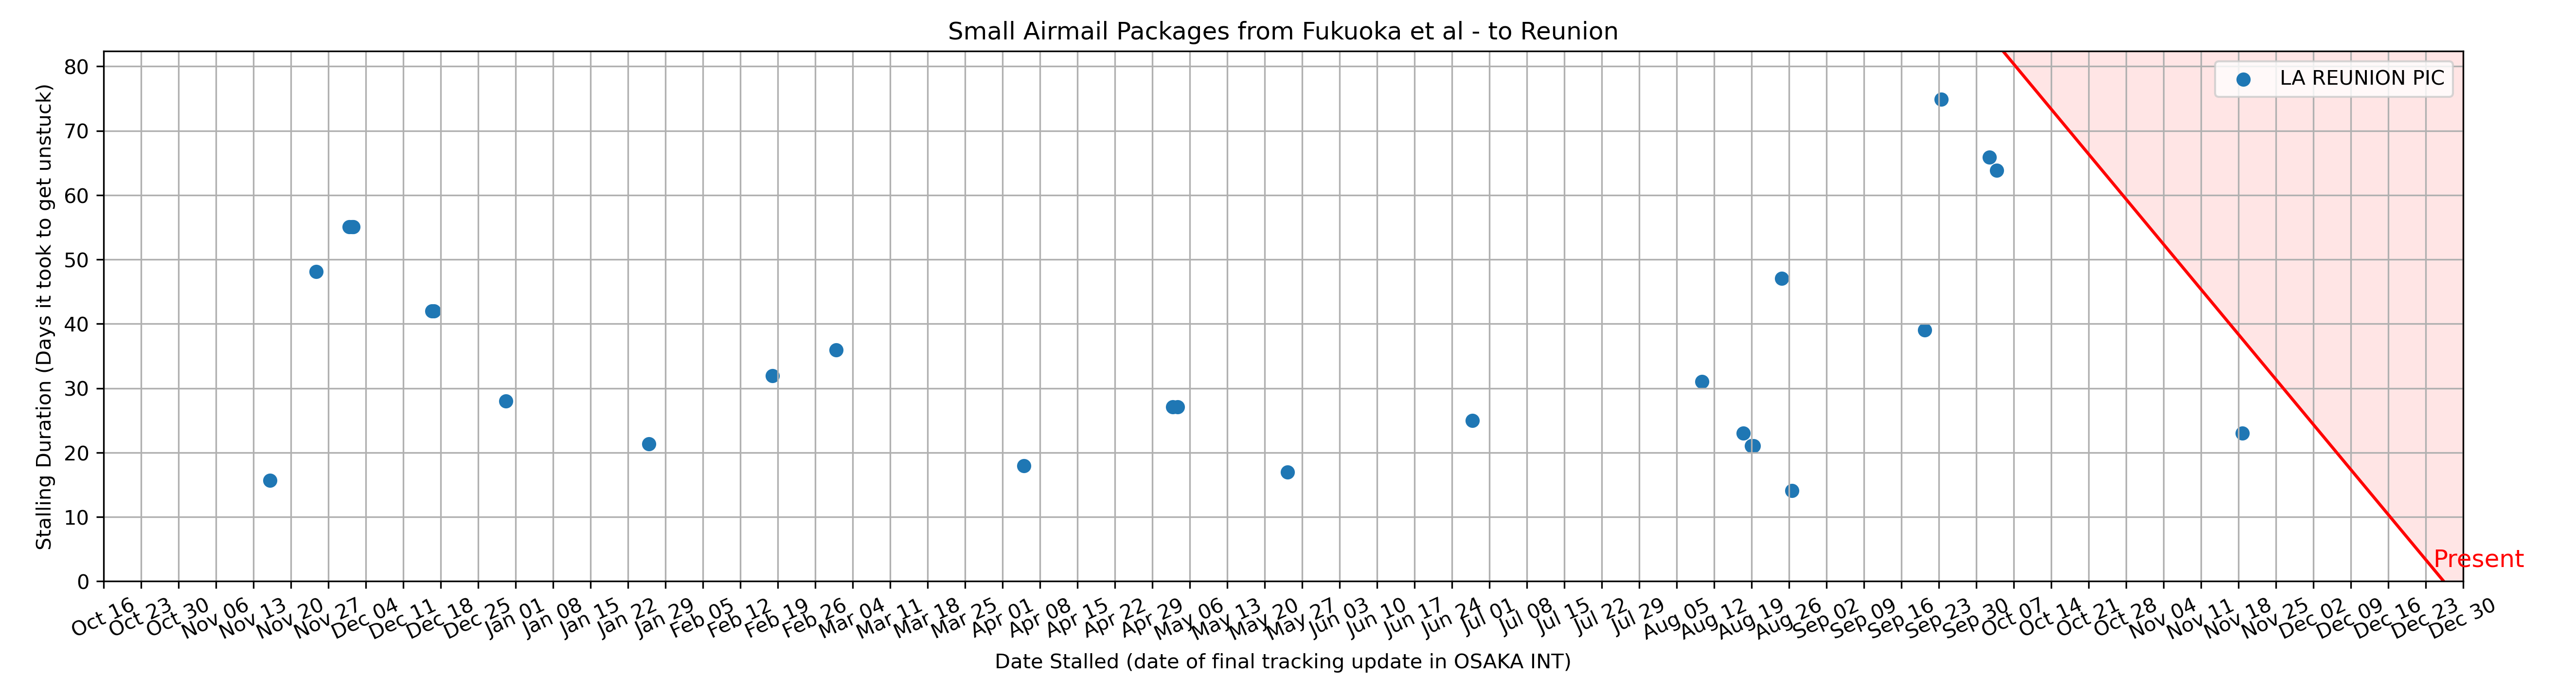 Small Airmail Packages from Fukuoka et al - to Reunion
LA REUNION PIC
Stalling Duration (Days it took to get unstuck)
80
70
60
50
40
30
20
10
0
Present
Oct 16
Oct 23
Oct 30
Nov 06
Nov 13
Nov 20
Nov 27
Dec 04
Dec 11
Dec 18
Dec 25
Jan 01
Jan 08
Jan 15
Jan 22
Jan 29
Feb 05
Feb 12
Feb 19
Feb 26
Mar 04
Mar 11
Mar 18
Mar 25
Apr 01
Apr 08
Apr 15
Apr 22
Apr 29
May 06
May 13
May 20
May 27
Jun 03
Jun 10
Jun 17
Jun 24
Jul 01
Jul 08
Jul 15
Jul 22
Jul 29
Aug 05
Aug 12
Aug 19
Aug 26
Sep 02
Sep 09
Sep 16
Sep 23
Sep 30
Oct 07
Oct 14
Oct 21
Oct 28
Nov 04
Nov 11
Nov 18
Nov 25
Dec 02
Dec 09
Dec 16
Dec 23
Dec 30
Date Stalled (date of final tracking update in OSAKA INT)